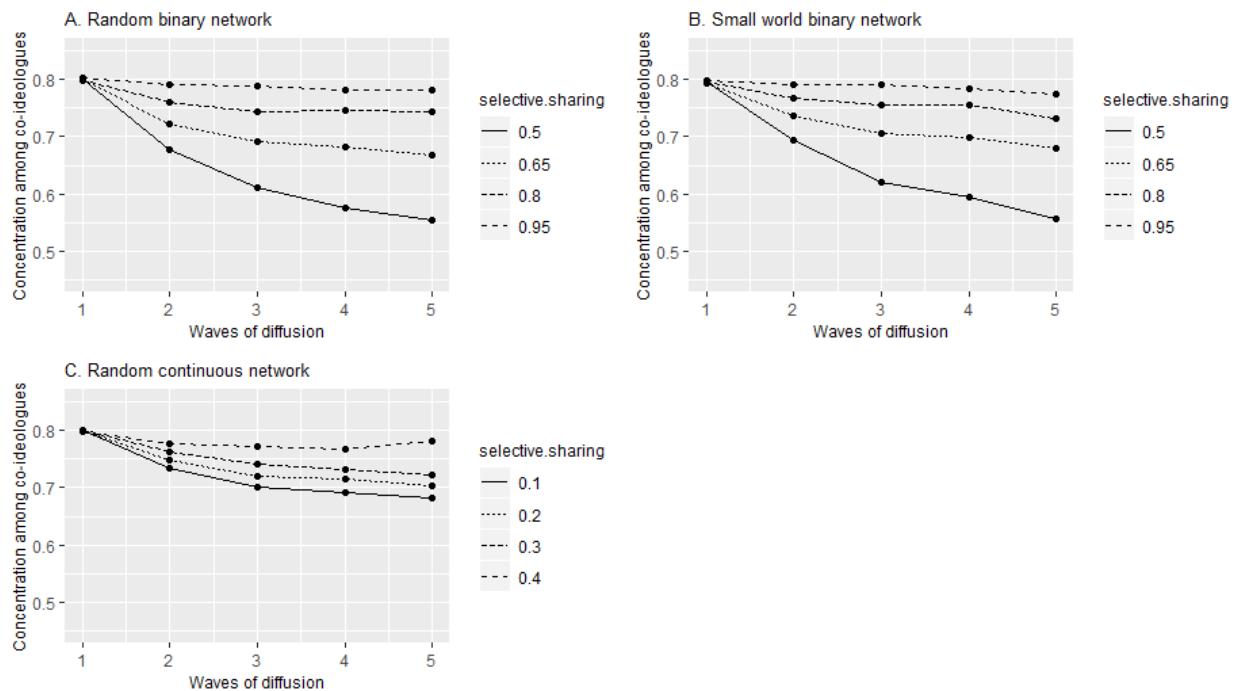 A. Random binary network
Concentration among co-ideologues
0.8
0.7
0.6
0.5
1 2 3 4 5
Waves of diffusion
selective.sharing
0.5
0.65
0.8
0.95
B. Small world binary network
Concentration among co-ideologues
0.8
0.7
0.6
0.5
1 2 3 4 5
Waves of diffusion
selective.sharing
0.5
0.65
0.8
0.95
C. Random continuous network
Concentration among co-ideologues
0.8
0.7
0.6
0.5
1 2 3 4 5
Waves of diffusion
selective.sharing
0.1
0.2
0.3
0.4